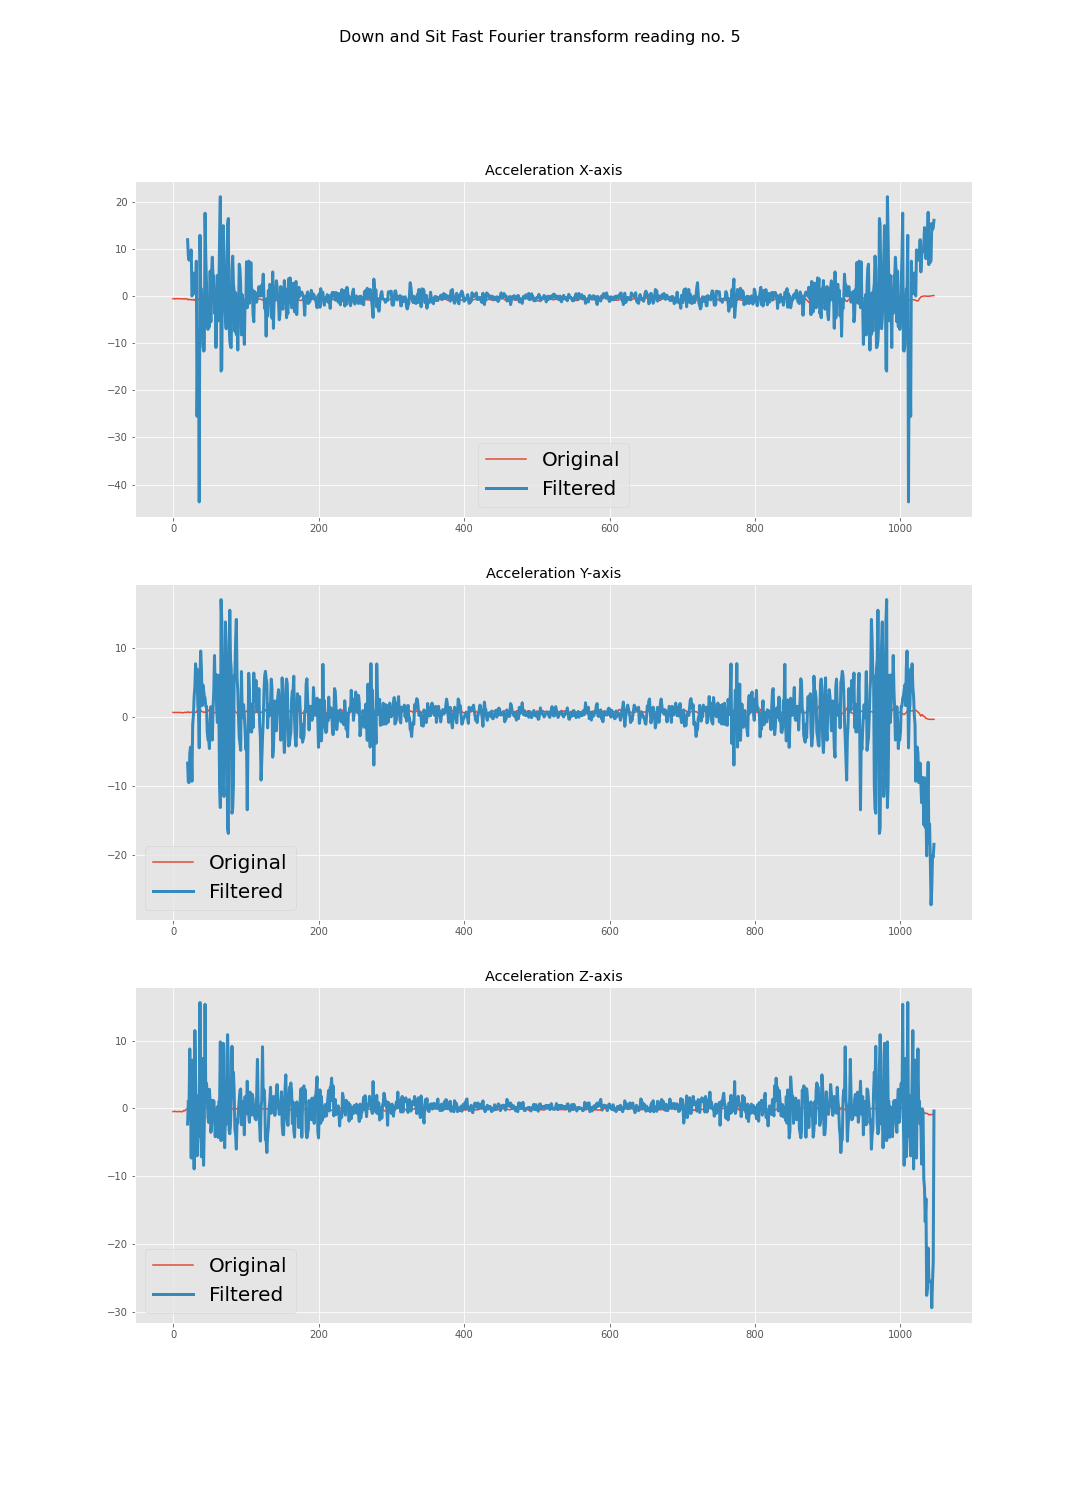 Down and Sit Fast Fourier transform reading no. 5
Acceleration X-axis
20
10
0
−10
−20
−30
−40
Original
Filtered
0 200 400 600 800 1000
Acceleration Y-axis
10
0
−10
−20
Original
Filtered
0 200 400 600 800 1000
Acceleration Z-axis
10
0
−10
−20
−30
Original
Filtered
0 200 400 600 800 1000